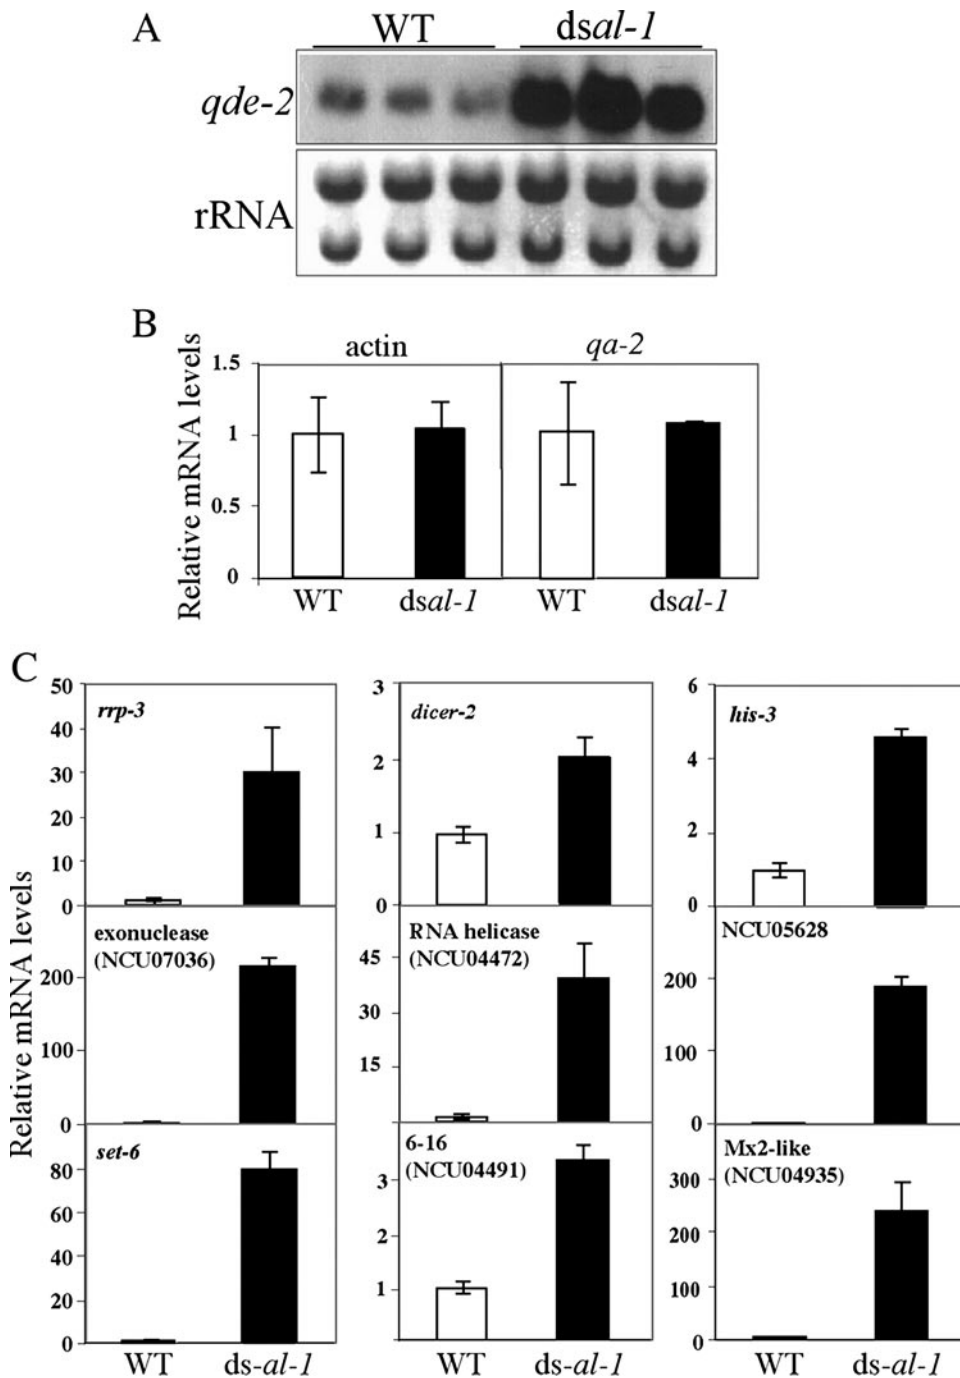 A
WT dsal-1
qde-2
rRNA
B
Relative mRNA levels
actin qa-2
1.5
1
0.5
0
WT dsal-1 WT dsal-1
C
Relative mRNA levels
rrp-3
50
40
30
20
10
0
dicer-2
3
2
1
0
his-3
6
4
2
0
exonuclease
(NCU07036)
200
100
0
RNA helicase
(NCU04472)
45
30
15
NCU05628
200
100
0
set-6
80
60
40
20
0
6-16
(NCU04491)
3
2
1
Mx2-like
(NCU04935)
300
200
100
0
WT ds-al-1 WT ds-al-1 WT ds-al-1